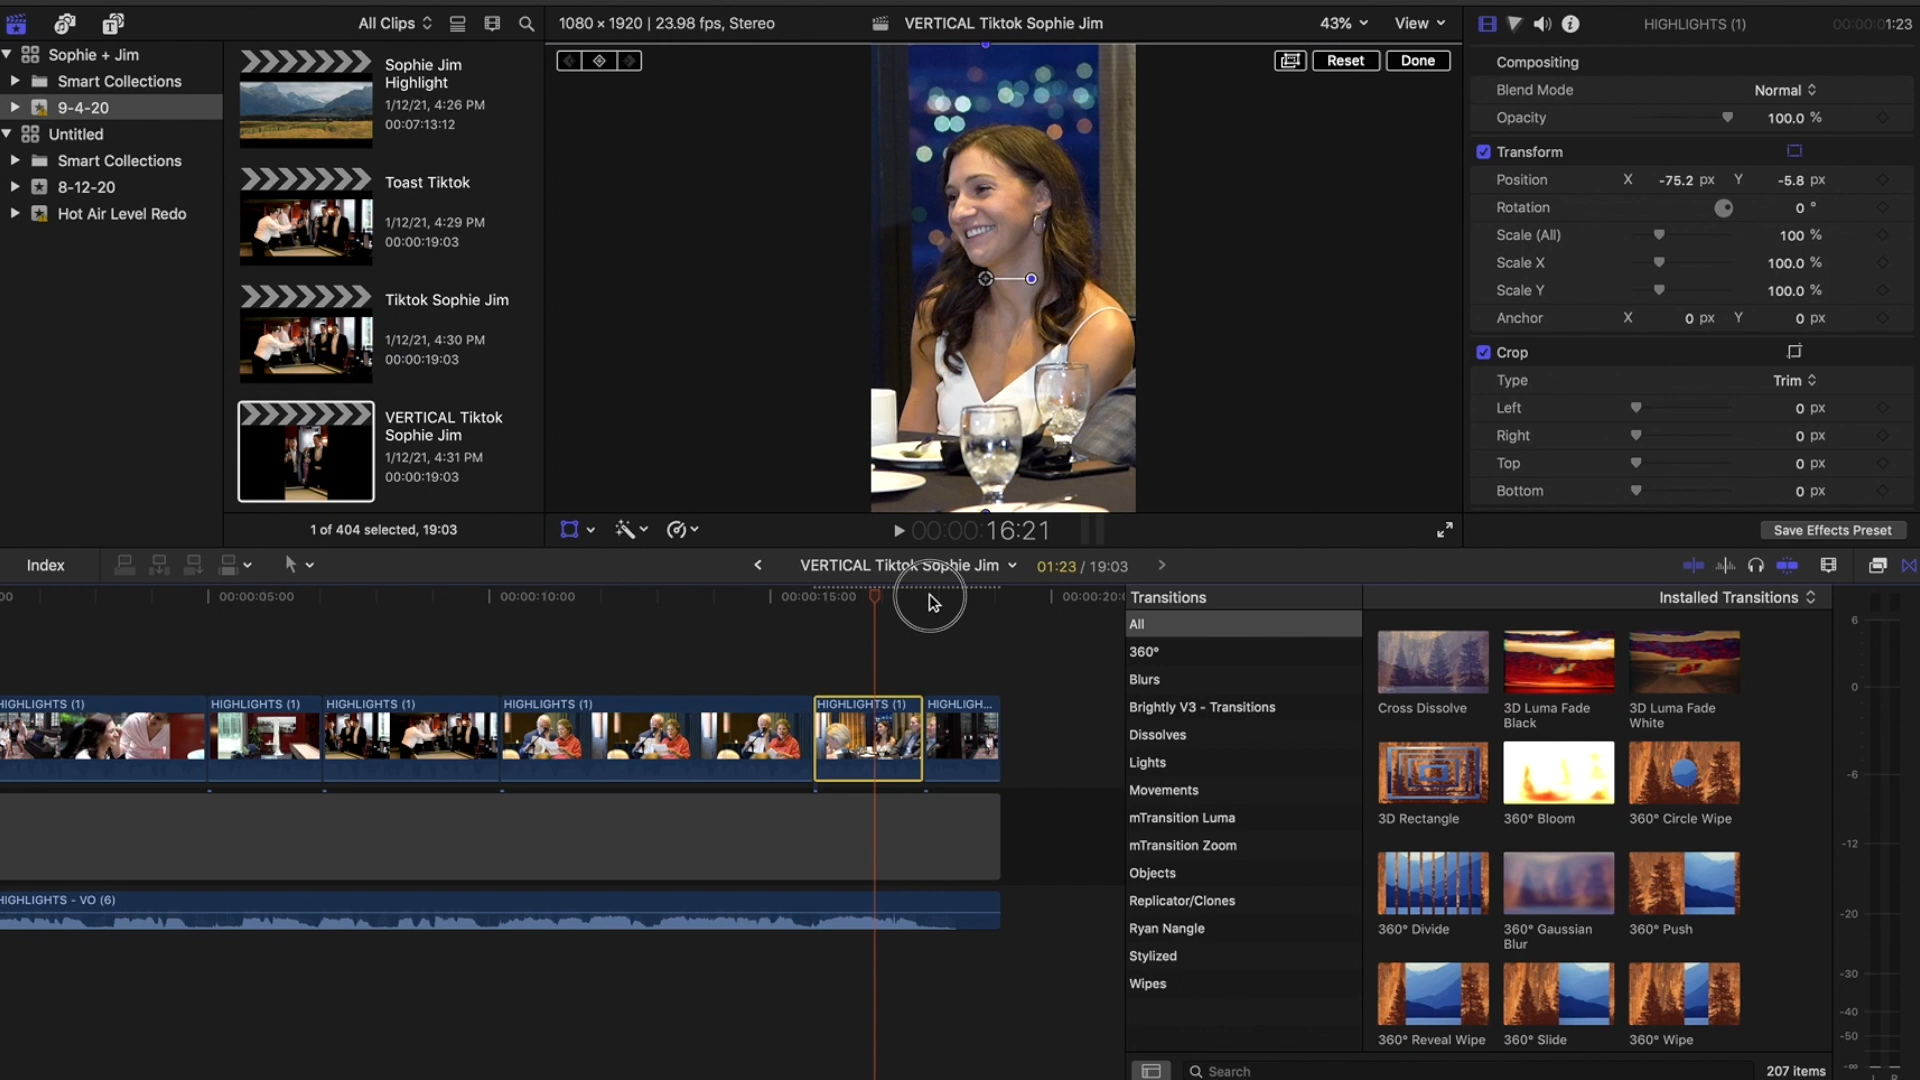 All Clips
1080 × 1920 | 23.98 fps, Stereo
VERTICAL Tiktok Sophie Jim
43%
View
HIGHLIGHTS (1)
00:00:01:23
Sophie + Jim
Smart Collections
9-4-20
Untitled
Smart Collections
8-12-20
Hot Air Level Redo
Sophie Jim
Highlight
1/12/21, 4:26 PM
00:07:13:12
Toast Tiktok
1/12/21, 4:29 PM
00:00:19:03
Tiktok Sophie Jim
1/12/21, 4:30 PM
00:00:19:03
VERTICAL Tiktok
Sophie Jim
1/12/21, 4:31 PM
00:00:19:03
1 of 404 selected, 19:03
Reset
Done
00:00:16:21
Compositing
Blend Mode Normal
Opacity 100.0 %
Transform
Position X -75.2 px Y -5.8 px
Rotation 0 °
Scale (All) 100 %
Scale X 100.0 %
Scale Y 100.0 %
Anchor X 0 px Y 0 px
Crop
Type Trim
Left 0 px
Right 0 px
Top 0 px
Bottom 0 px
Save Effects Preset
Index
VERTICAL Tiktok Sophie Jim
01:23 / 19:03
00 00:00:05:00 00:00:10:00 00:00:15:00 00:00:20:
HIGHLIGHTS (1) HIGHLIGHTS (1) HIGHLIGHTS (1) HIGHLIGHTS (1) HIGHLIGHTS (1) HIGHLIGH...
HIGHLIGHTS - VO (6)
Transitions
Installed Transitions
All
360°
Blurs
Brightly V3 - Transitions
Dissolves
Lights
Movements
mTransition Luma
mTransition Zoom
Objects
Replicator/Clones
Ryan Nangle
Stylized
Wipes
Cross Dissolve
3D Luma Fade
Black
3D Luma Fade
White
3D Rectangle
360° Bloom
360° Circle Wipe
360° Divide
360° Gaussian
Blur
360° Push
360° Reveal Wipe
360° Slide
360° Wipe
Search
207 items
6
0
-6
-12
-20
-30
-40
-50
-∞
L R